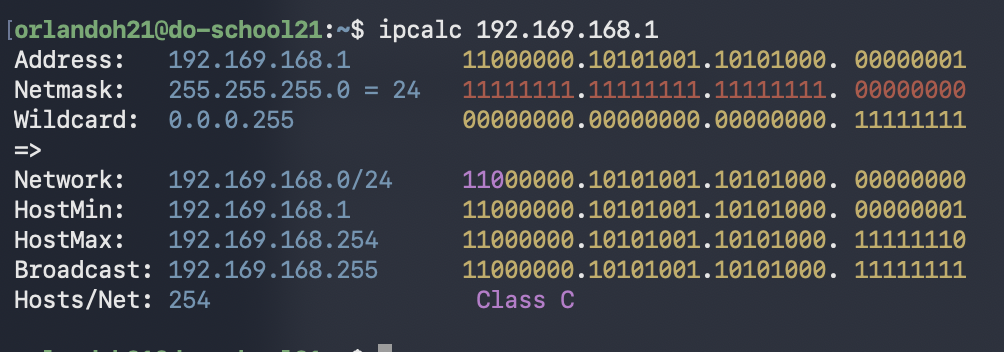 [orlandoh21@do-school21:~$ ipcalc 192.169.168.1
Address: 192.169.168.1 11000000.10101001.10101000. 00000001
Netmask: 255.255.255.0 = 24 11111111.11111111.11111111. 00000000
Wildcard: 0.0.0.255 00000000.00000000.00000000. 11111111
=>
Network: 192.169.168.0/24 11000000.10101001.10101000. 00000000
HostMin: 192.169.168.1 11000000.10101001.10101000. 00000001
HostMax: 192.169.168.254 11000000.10101001.10101000. 11111110
Broadcast: 192.169.168.255 11000000.10101001.10101000. 11111111
Hosts/Net: 254 Class C